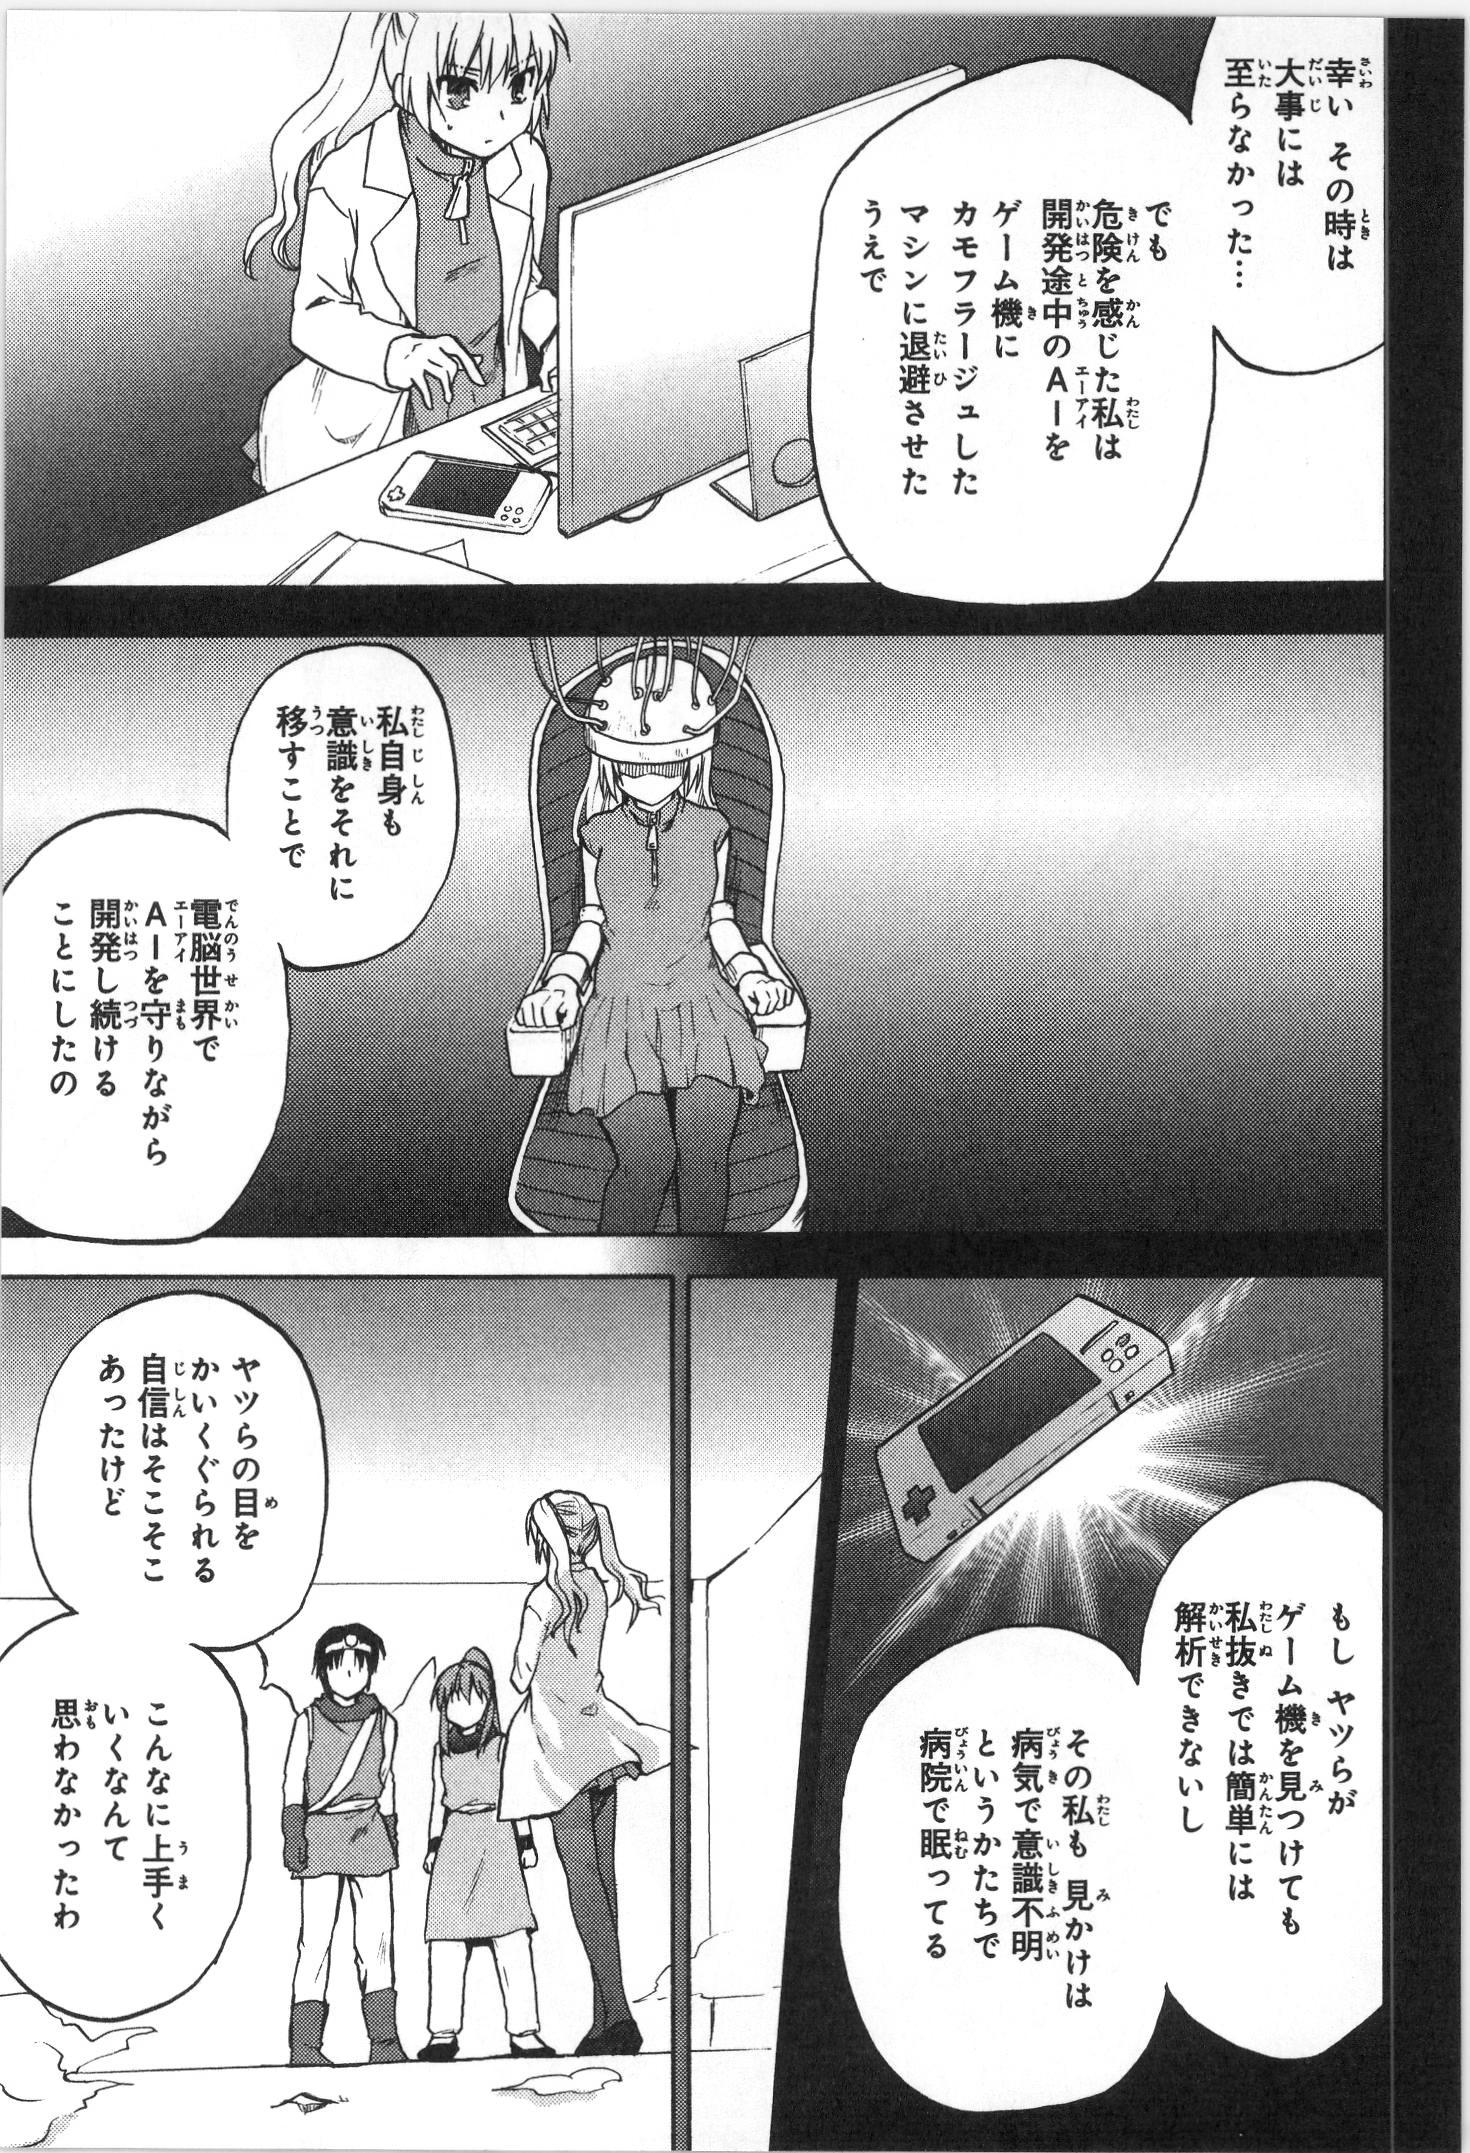 幸い その時は
大事には
至らなかった…
でも
危険を感じた私は
開発途中のAIを
ゲーム機に
カモフラージュした
マシンに退避させた
うえで
私自身も
意識をそれに
移すことで
電脳世界で
AIを守りながら
開発し続ける
ことにしたの
もし ヤツらが
ゲーム機を見つけても
私抜きでは簡単には
解析できないし
その私も 見かけは
病気で意識不明
というかたちで
病院で眠ってる
ヤツらの目を
かいくぐられる
自信はそこそこ
あったけど
こんなに上手く
いくなんて
思わなかったわ